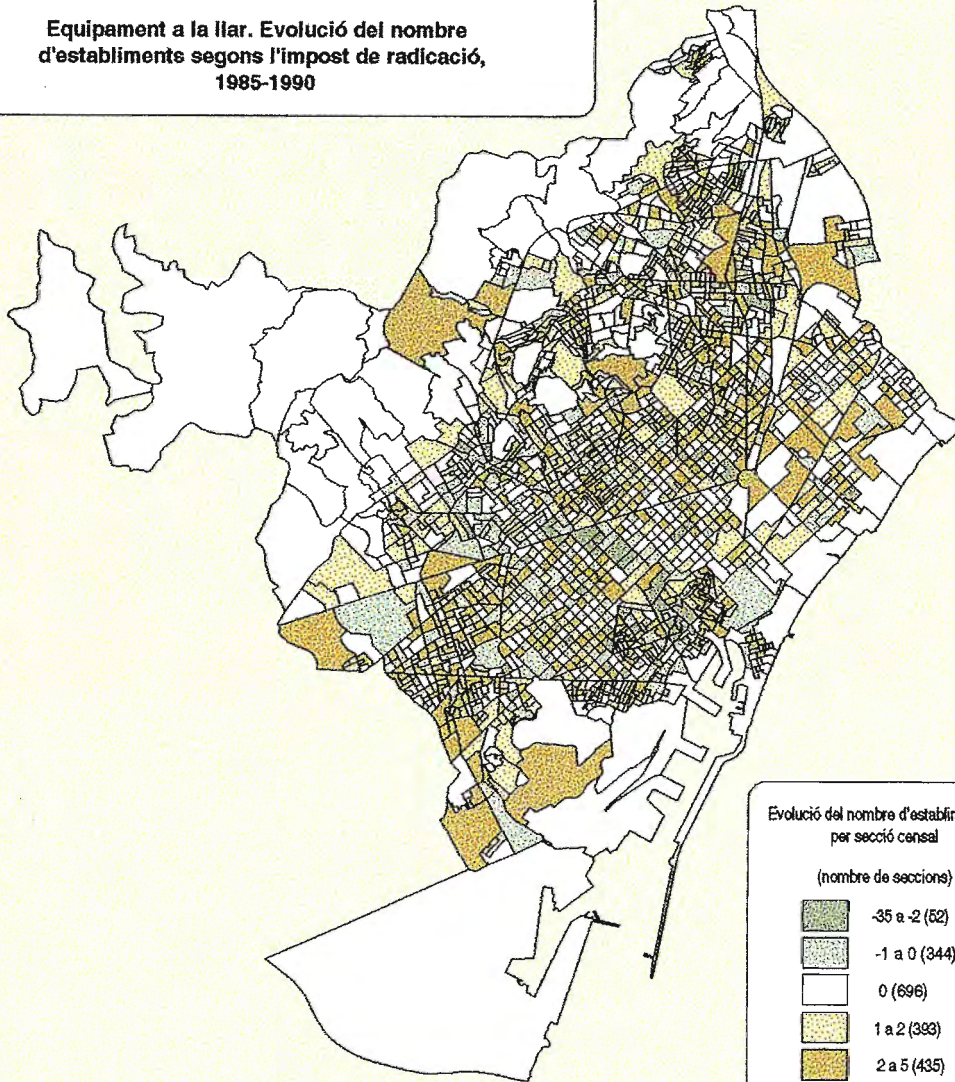 Equipament a la llar. Evolució del nombre
d'establiments segons l'impost de radicació,
1985-1990
Evolució del nombre
per secció censal
(nombre de seccions)
-35 a -2 (52)
-1 a 0 (344)
0 (696)
1 a 2 (393)
2 a 5 (435)